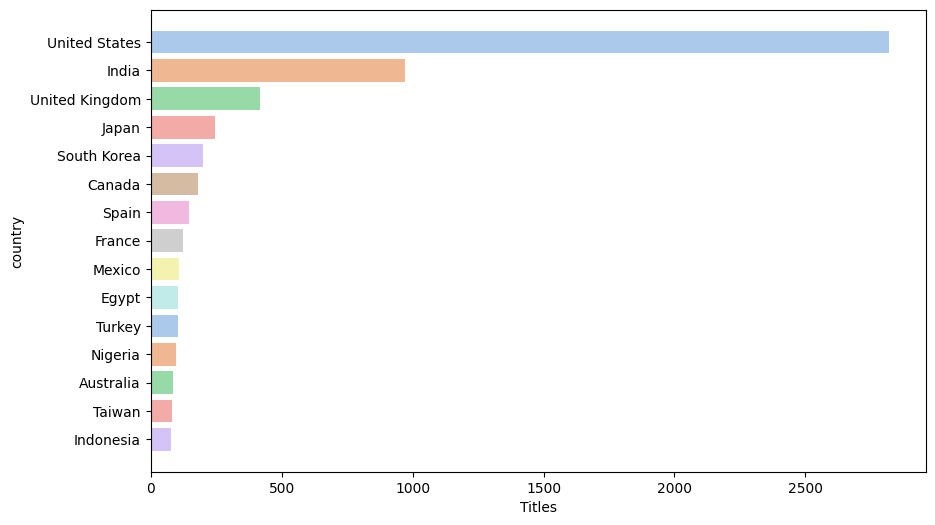 United States
India
United Kingdom
Japan
South Korea
Canada
Spain
France
Mexico
Egypt
Turkey
Nigeria
Australia
Taiwan
Indonesia
country
0 500 1000 1500 2000 2500
Titles